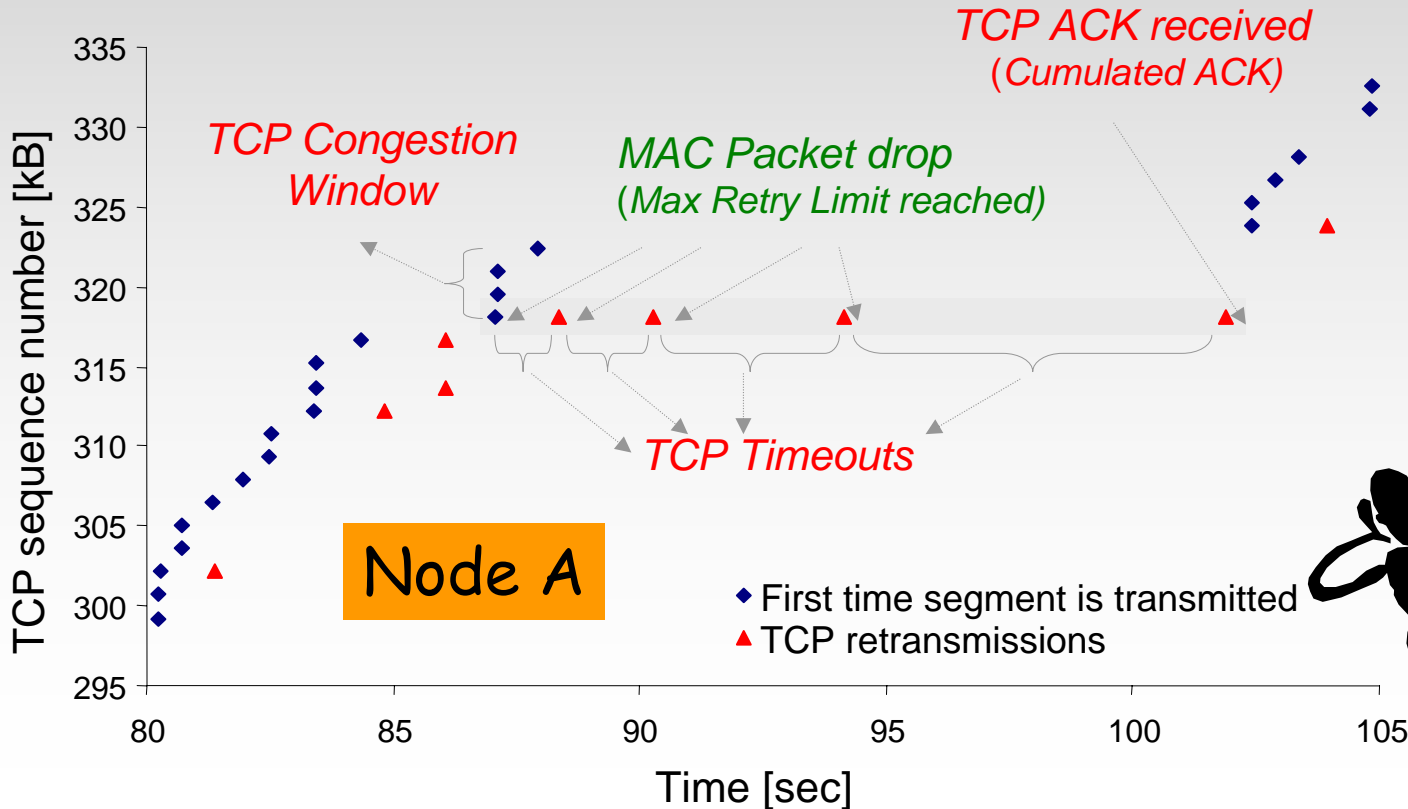 TCP ACK received
(Cumulated ACK)
TCP Congestion
Window
MAC Packet drop
(Max Retry Limit reached)
TCP sequence number [kB]
335
330
325
320
315
310
305
300
295
TCP Timeouts
Node A
First time segment is transmitted
TCP retransmissions
80
85
90
95
100
105
Time [sec]